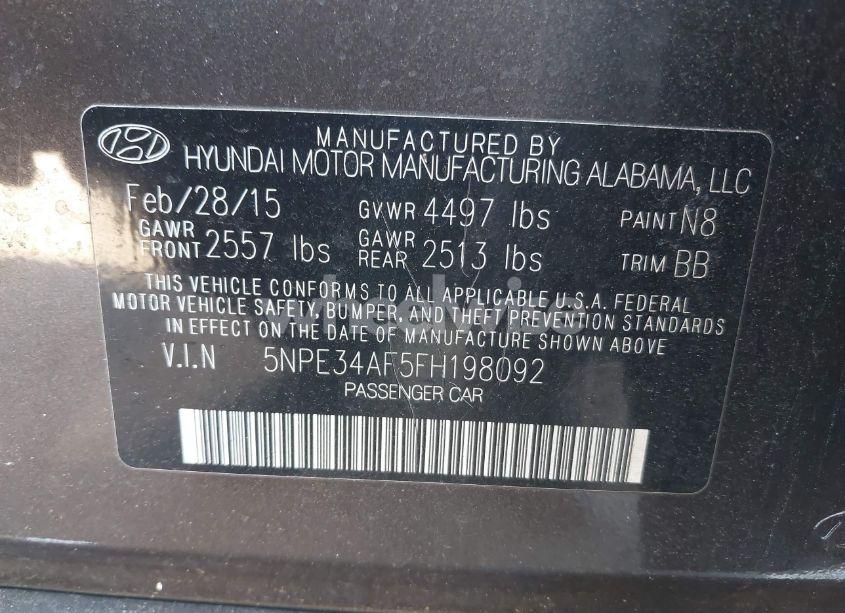 MANUFACTURED BY
HYUNDAI MOTOR MANUFACTURING ALABAMA, LLC
Feb/28/15 GVWR 4497 lbs PAINT N8
GAWR FRONT 2557 lbs GAWR REAR 2513 lbs TRIM BB
THIS VEHICLE CONFORMS TO ALL APPLICABLE U.S.A. FEDERAL
MOTOR VEHICLE SAFETY, BUMPER, AND THEFT PREVENTION STANDARDS
IN EFFECT ON THE DATE OF MANUFACTURE SHOWN ABOVE
V.I.N 5NPE34AF5FH198092
PASSENGER CAR